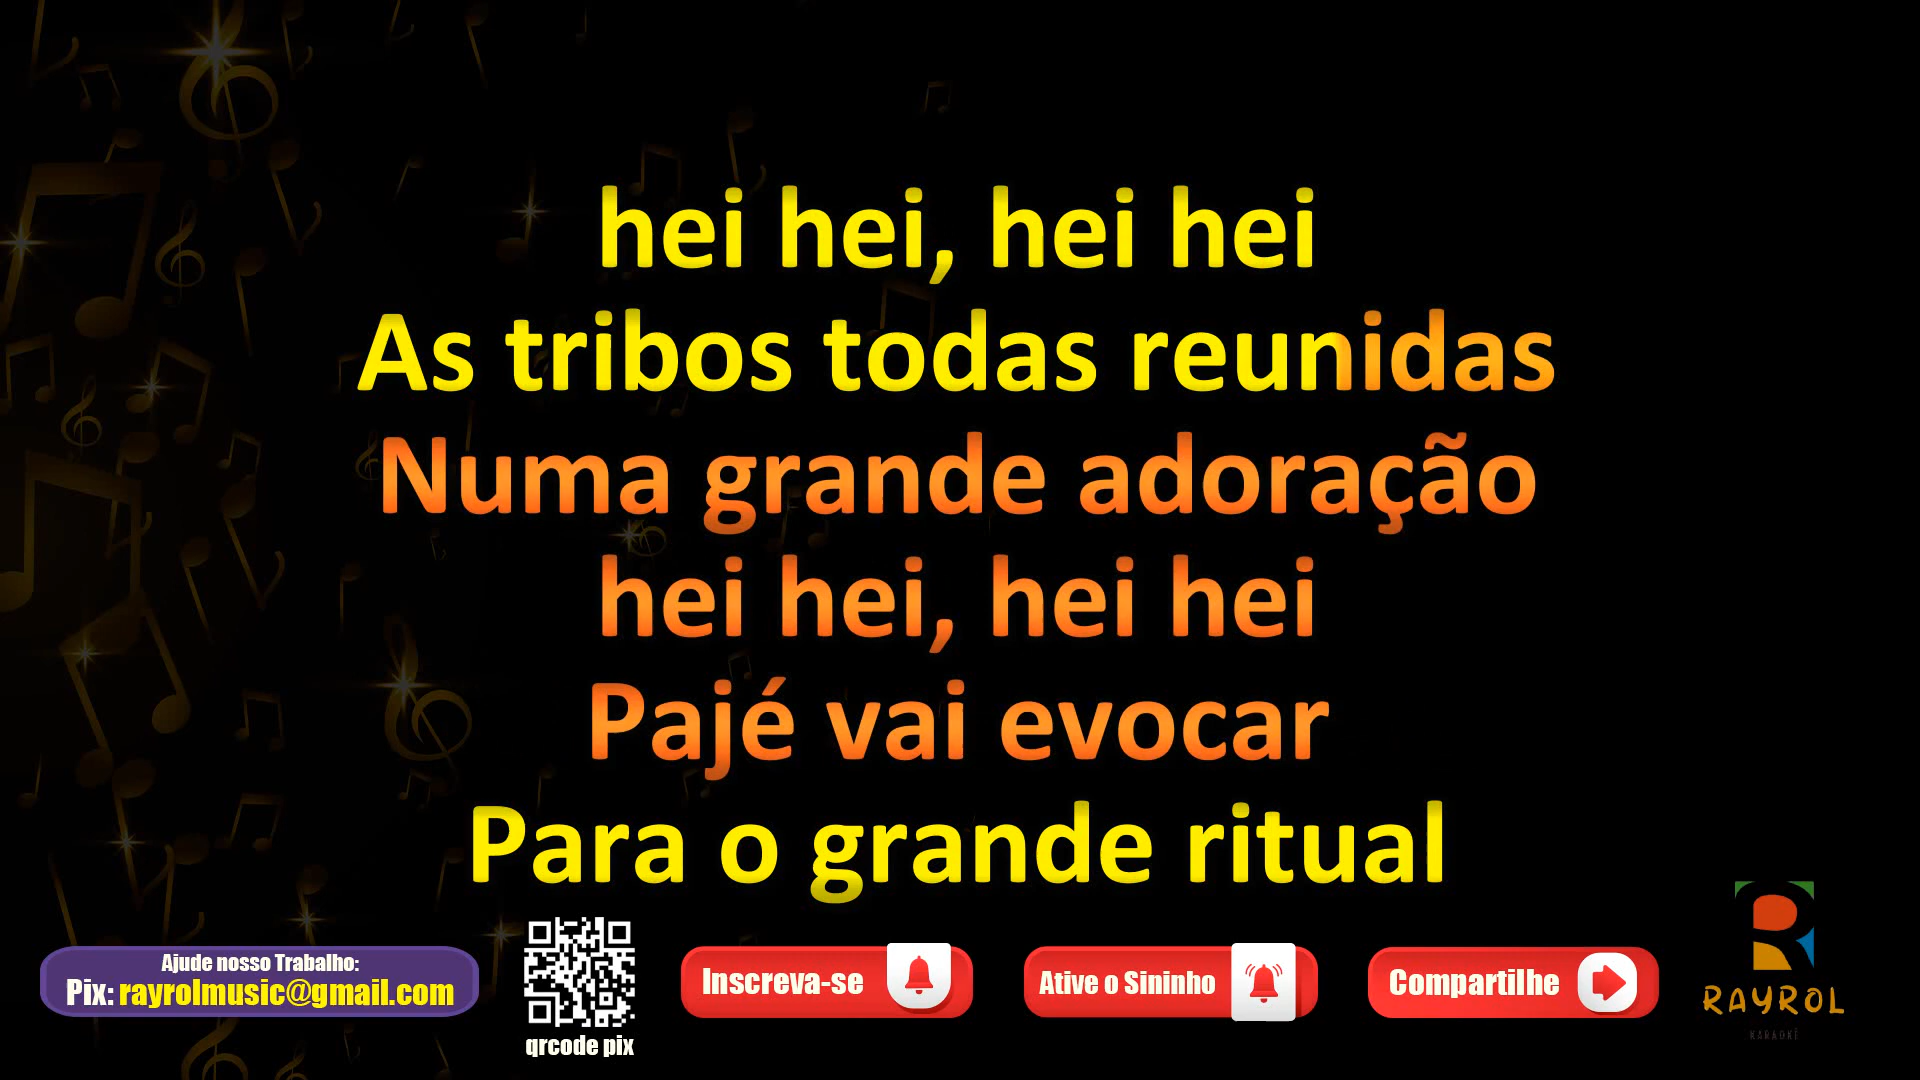 hei hei, hei hei
As tribos todas reunidas
Numa grande adoração
hei hei, hei hei
Pajé vai evocar
Para o grande ritual
Ajude nosso Trabalho:
Pix: rayrolmusic@gmail.com
qrcode pix
Inscreva-se
Ative o Sininho
Compartilhe
RAYROL
KARAOKÊ